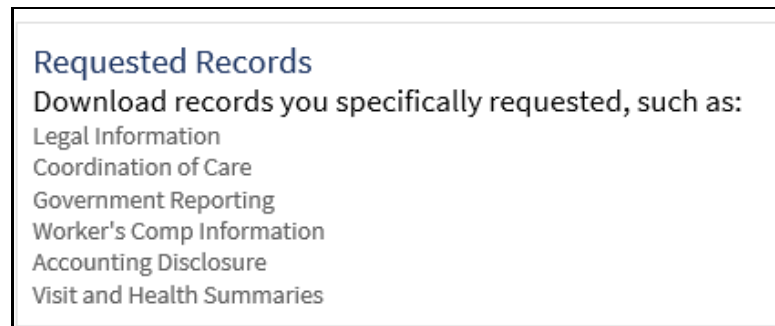 Requested Records
Download records you specifically requested, such as:
Legal Information
Coordination of Care
Government Reporting
Worker's Comp Information
Accounting Disclosure
Visit and Health Summaries